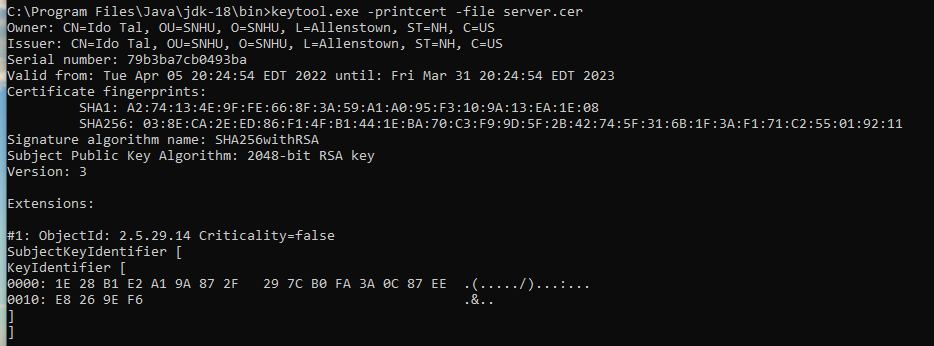 C:\Program Files\Java\jdk-18\bin>keytool.exe -printcert -file server.cer
Owner: CN=Ido Tal, OU=SNHU, O=SNHU, L=Allenstown, ST=NH, C=US
Issuer: CN=Ido Tal, OU=SNHU, O=SNHU, L=Allenstown, ST=NH, C=US
Serial number: 79b3ba7cb0493ba
Valid from: Tue Apr 05 20:24:54 EDT 2022 until: Fri Mar 31 20:24:54 EDT 2023
Certificate fingerprints:
         SHA1: A2:74:13:4E:9F:FE:66:8F:3A:59:A1:A0:95:F3:10:9A:13:EA:1E:08
         SHA256: 03:8E:CA:2E:ED:86:F1:4F:B1:44:1E:BA:70:C3:F9:9D:5F:2B:42:74:5F:31:6B:1F:3A:F1:71:C2:55:01:92:11
Signature algorithm name: SHA256withRSA
Subject Public Key Algorithm: 2048-bit RSA key
Version: 3

Extensions:

#1: ObjectId: 2.5.29.14 Criticality=false
SubjectKeyIdentifier [
KeyIdentifier [
0000: 1E 28 B1 E2 A1 9A 87 2F   29 7C B0 FA 3A 0C 87 EE  .(...../)...:...
0010: E8 26 9E F6                                        .&..
]
]